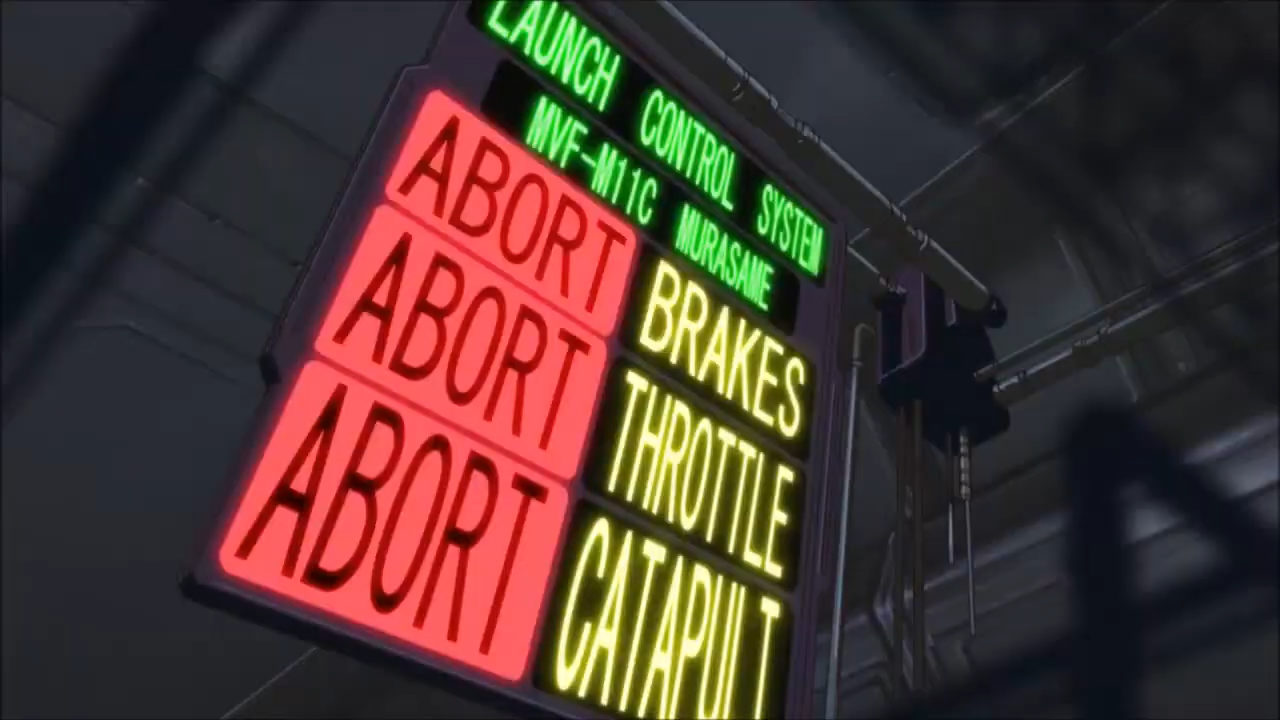 LAUNCH CONTROL SYSTEM
MVF-M11C MURASAME
ABORT BRAKES
ABORT THROTTLE
ABORT CATAPULT